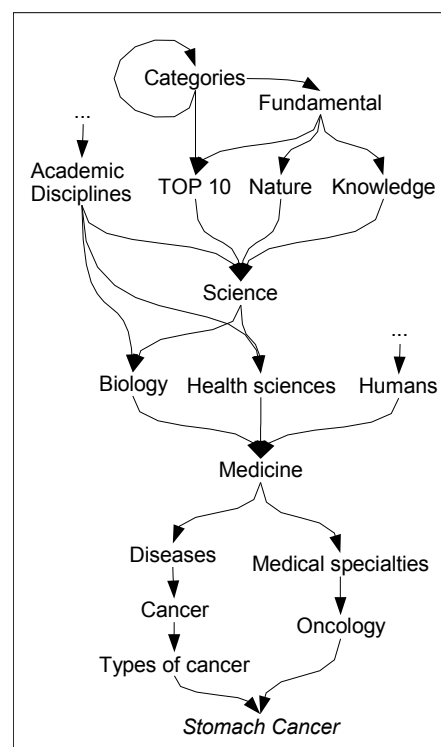 Categories
Fundamental
...
Academic
Disciplines
TOP 10
Nature
Knowledge
Science
...
Biology
Health sciences
Humans
Medicine
Diseases
Medical specialties
Cancer
Oncology
Types of cancer
Stomach Cancer